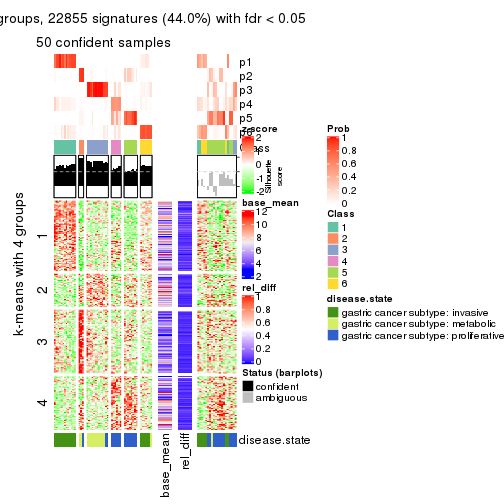 groups, 22855 signatures (44.0%) with fdr < 0.05
50 confident samples
p1
p2
p3
p4
p5
p6
Class
k-means with 4 groups
1
2
3
4
base_mean
rel_diff
disease.state
z-score
2
1
0
-1
-2
Silhouette
score
base_mean
12
10
8
6
4
2
rel_diff
1
0.8
0.6
0.4
0.2
0
Status (barplots)
confident
ambiguous
Prob
1
0.8
0.6
0.4
0.2
0
Class
1
2
3
4
5
6
disease.state
gastric cancer subtype: invasive
gastric cancer subtype: metabolic
gastric cancer subtype: proliferative